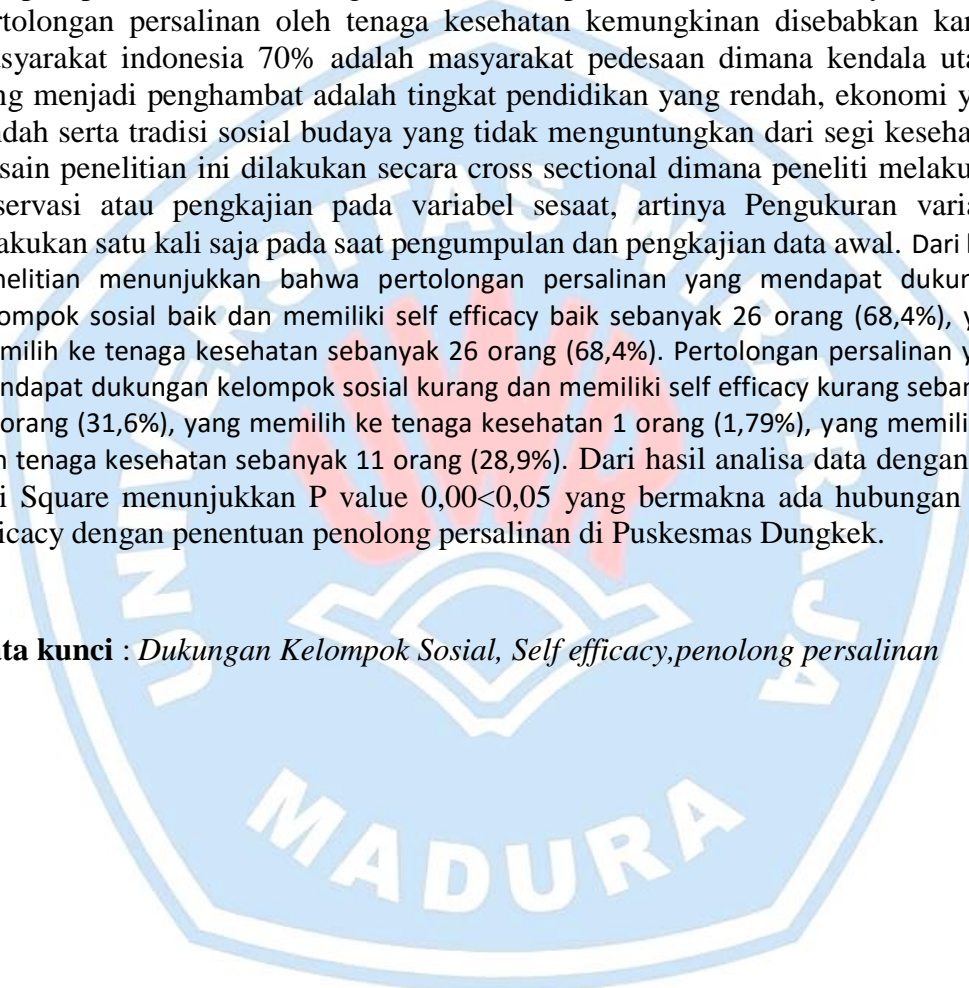 rtolongan persalinan oleh tenaga kesehatan kemungkinan disebabkan kar
syarakat indonesia 70% adalah masyarakat pedesaan dimana kendala uta
ng menjadi penghambat adalah tingkat pendidikan yang rendah, ekonomi y
ndah serta tradisi sosial budaya yang tidak menguntungkan dari segi keseha
sain penelitian ini dilakukan secara cross sectional dimana peneliti melaku
servasi atau pengkajian pada variabel sesaat, artinya Pengukuran varia
akukan satu kali saja pada saat pengumpulan dan pengkajian data awal. Dari
nelitian menunjukkan bahwa pertolongan persalinan yang mendapat dukun
ompok sosial baik dan memiliki self efficacy baik sebanyak 26 orang (68,4%), y
milih ke tenaga kesehatan sebanyak 26 orang (68,4%). Pertolongan persalinan y
ndapat dukungan kelompok sosial kurang dan memiliki self efficacy kurang seban
orang (31,6%), yang memilih ke tenaga kesehatan 1 orang (1,79%), yang memili
n tenaga kesehatan sebanyak 11 orang (28,9%). Dari hasil analisa data dengan
i Square menunjukkan P value 0,00<0,05 yang bermakna ada hubungan
icacy dengan penentuan penolong persalinan di Puskesmas Dungkek.
ta kunci : Dukungan Kelompok Sosial, Self efficacy,penolong persalinan
UNIVERSITAS WIRARAJA
UWR
MADURA